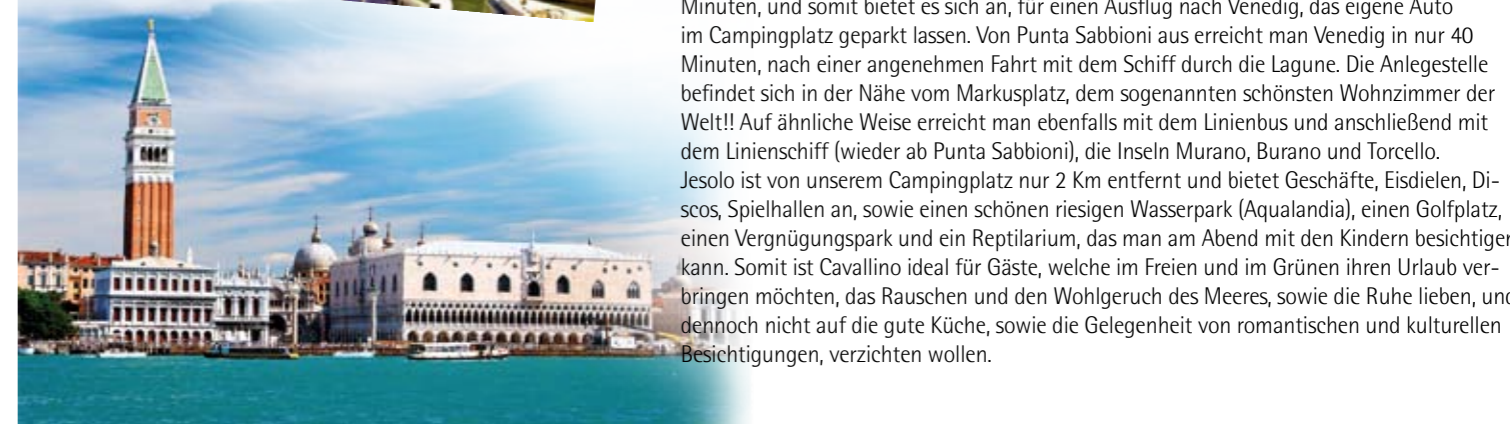 Minuten, und somit bietet es sich an, für einen Ausflug nach Venedig, das eigene Auto
im Campingplatz geparkt lassen. Von Punta Sabbioni aus erreicht man Venedig in nur 40
Minuten, nach einer angenehmen Fahrt mit dem Schiff durch die Lagune. Die Anlegestelle
befindet sich in der Nähe vom Markusplatz, dem sogenannten schönsten Wohnzimmer der
Welt!! Auf ähnliche Weise erreicht man ebenfalls mit dem Linienbus und anschließend mit
dem Linienschiff (wieder ab Punta Sabbioni), die Inseln Murano, Burano und Torcello.
Jesolo ist von unserem Campingplatz nur 2 Km entfernt und bietet Geschäfte, Eisdielen, Di-
scos, Spielhallen an, sowie einen schönen riesigen Wasserpark (Aqualandia), einen Golfplatz,
einen Vergnügungspark und ein Reptilarium, das man am Abend mit den Kindern besichtigen
kann. Somit ist Cavallino ideal für Gäste, welche im Freien und im Grünen ihren Urlaub ver-
bringen möchten, das Rauschen und den Wohlgeruch des Meeres, sowie die Ruhe lieben, und
dennoch nicht auf die gute Küche, sowie die Gelegenheit von romantischen und kulturellen
Besichtigungen, verzichten wollen.